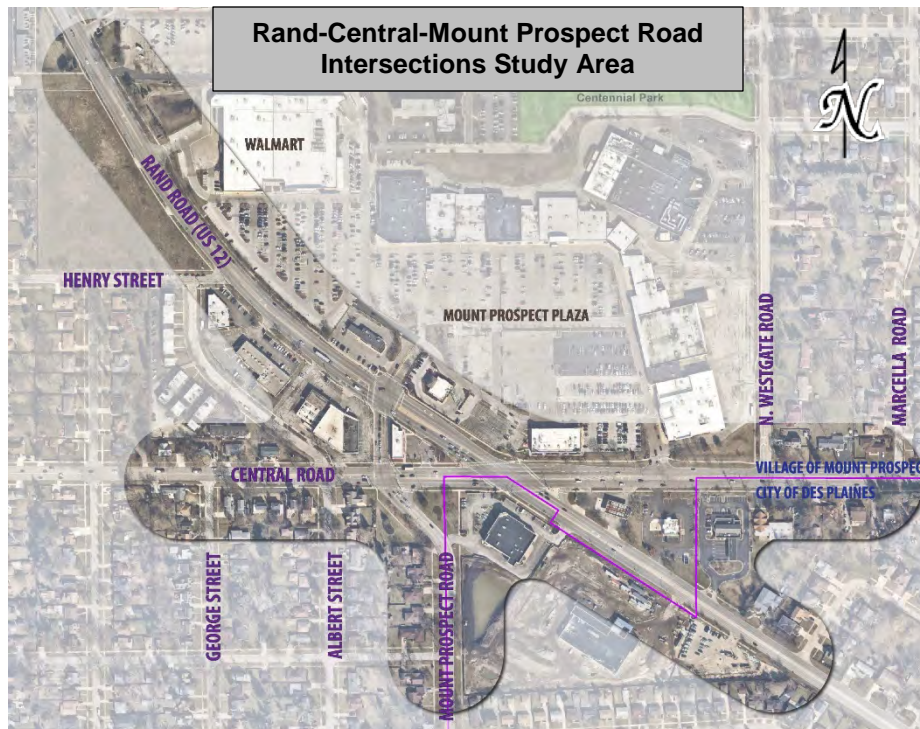 Rand-Central-Mount Prospect Road
Intersections Study Area
Centennial Park
N
WALMART
RAND ROAD (US 12)
HENRY STREET
MOUNT PROSPECT PLAZA
N. WESTGATE ROAD
MARCELLA ROAD
CENTRAL ROAD
VILLAGE OF MOUNT PROSPEC
CITY OF DES PLAINES
GEORGE STREET
ALBERT STREET
MOUNT PROSPECT ROAD